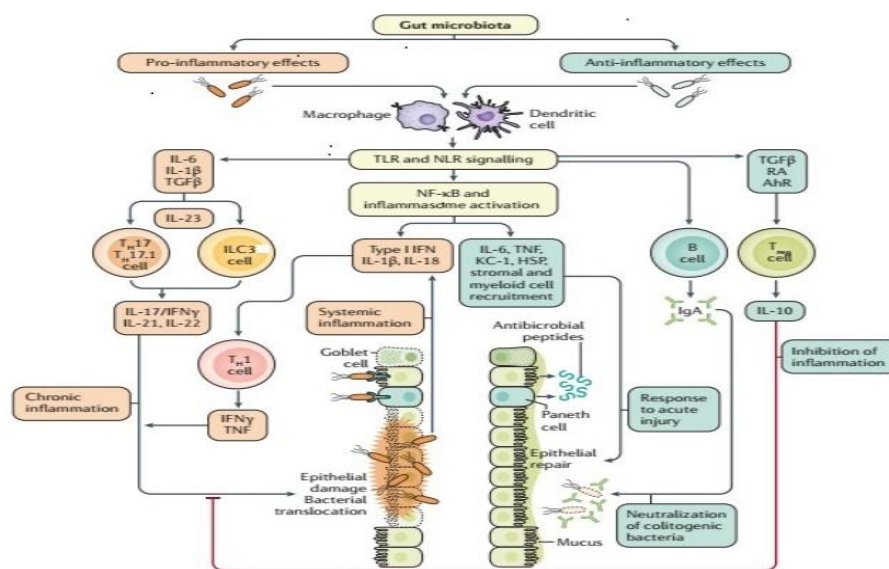 Gut microbiota
Pro-inflammatory effects
Anti-inflammatory effects
Macrophage
Dendritic
cell
IL-6
IL-1β
TGFβ
TLR and NLR signalling
TGFβ
RA
AhR
NF-κB and
inflammasome activation
IL-23
T_H17
T_H17.1
cell
ILC3
cell
Type I IFN
IL-1β, IL-18
IL-6, TNF,
KC-1, HSP,
stromal and
myeloid cell
recruitment
B
cell
cell
IL-17/IFNγ
IL-21, IL-22
Systemic
inflammation
IgA
IL-10
Antibicrobial
peptides
Goblet
cell
T_H1
cell
Inhibition of
inflammation
Chronic
inflammation
Paneth
cell
Response
to acute
injury
IFNγ
TNF
Epithelial
repair
Epithelial
damage
Bacterial
translocation
Neutralization
of colitogenic
bacteria
Mucus